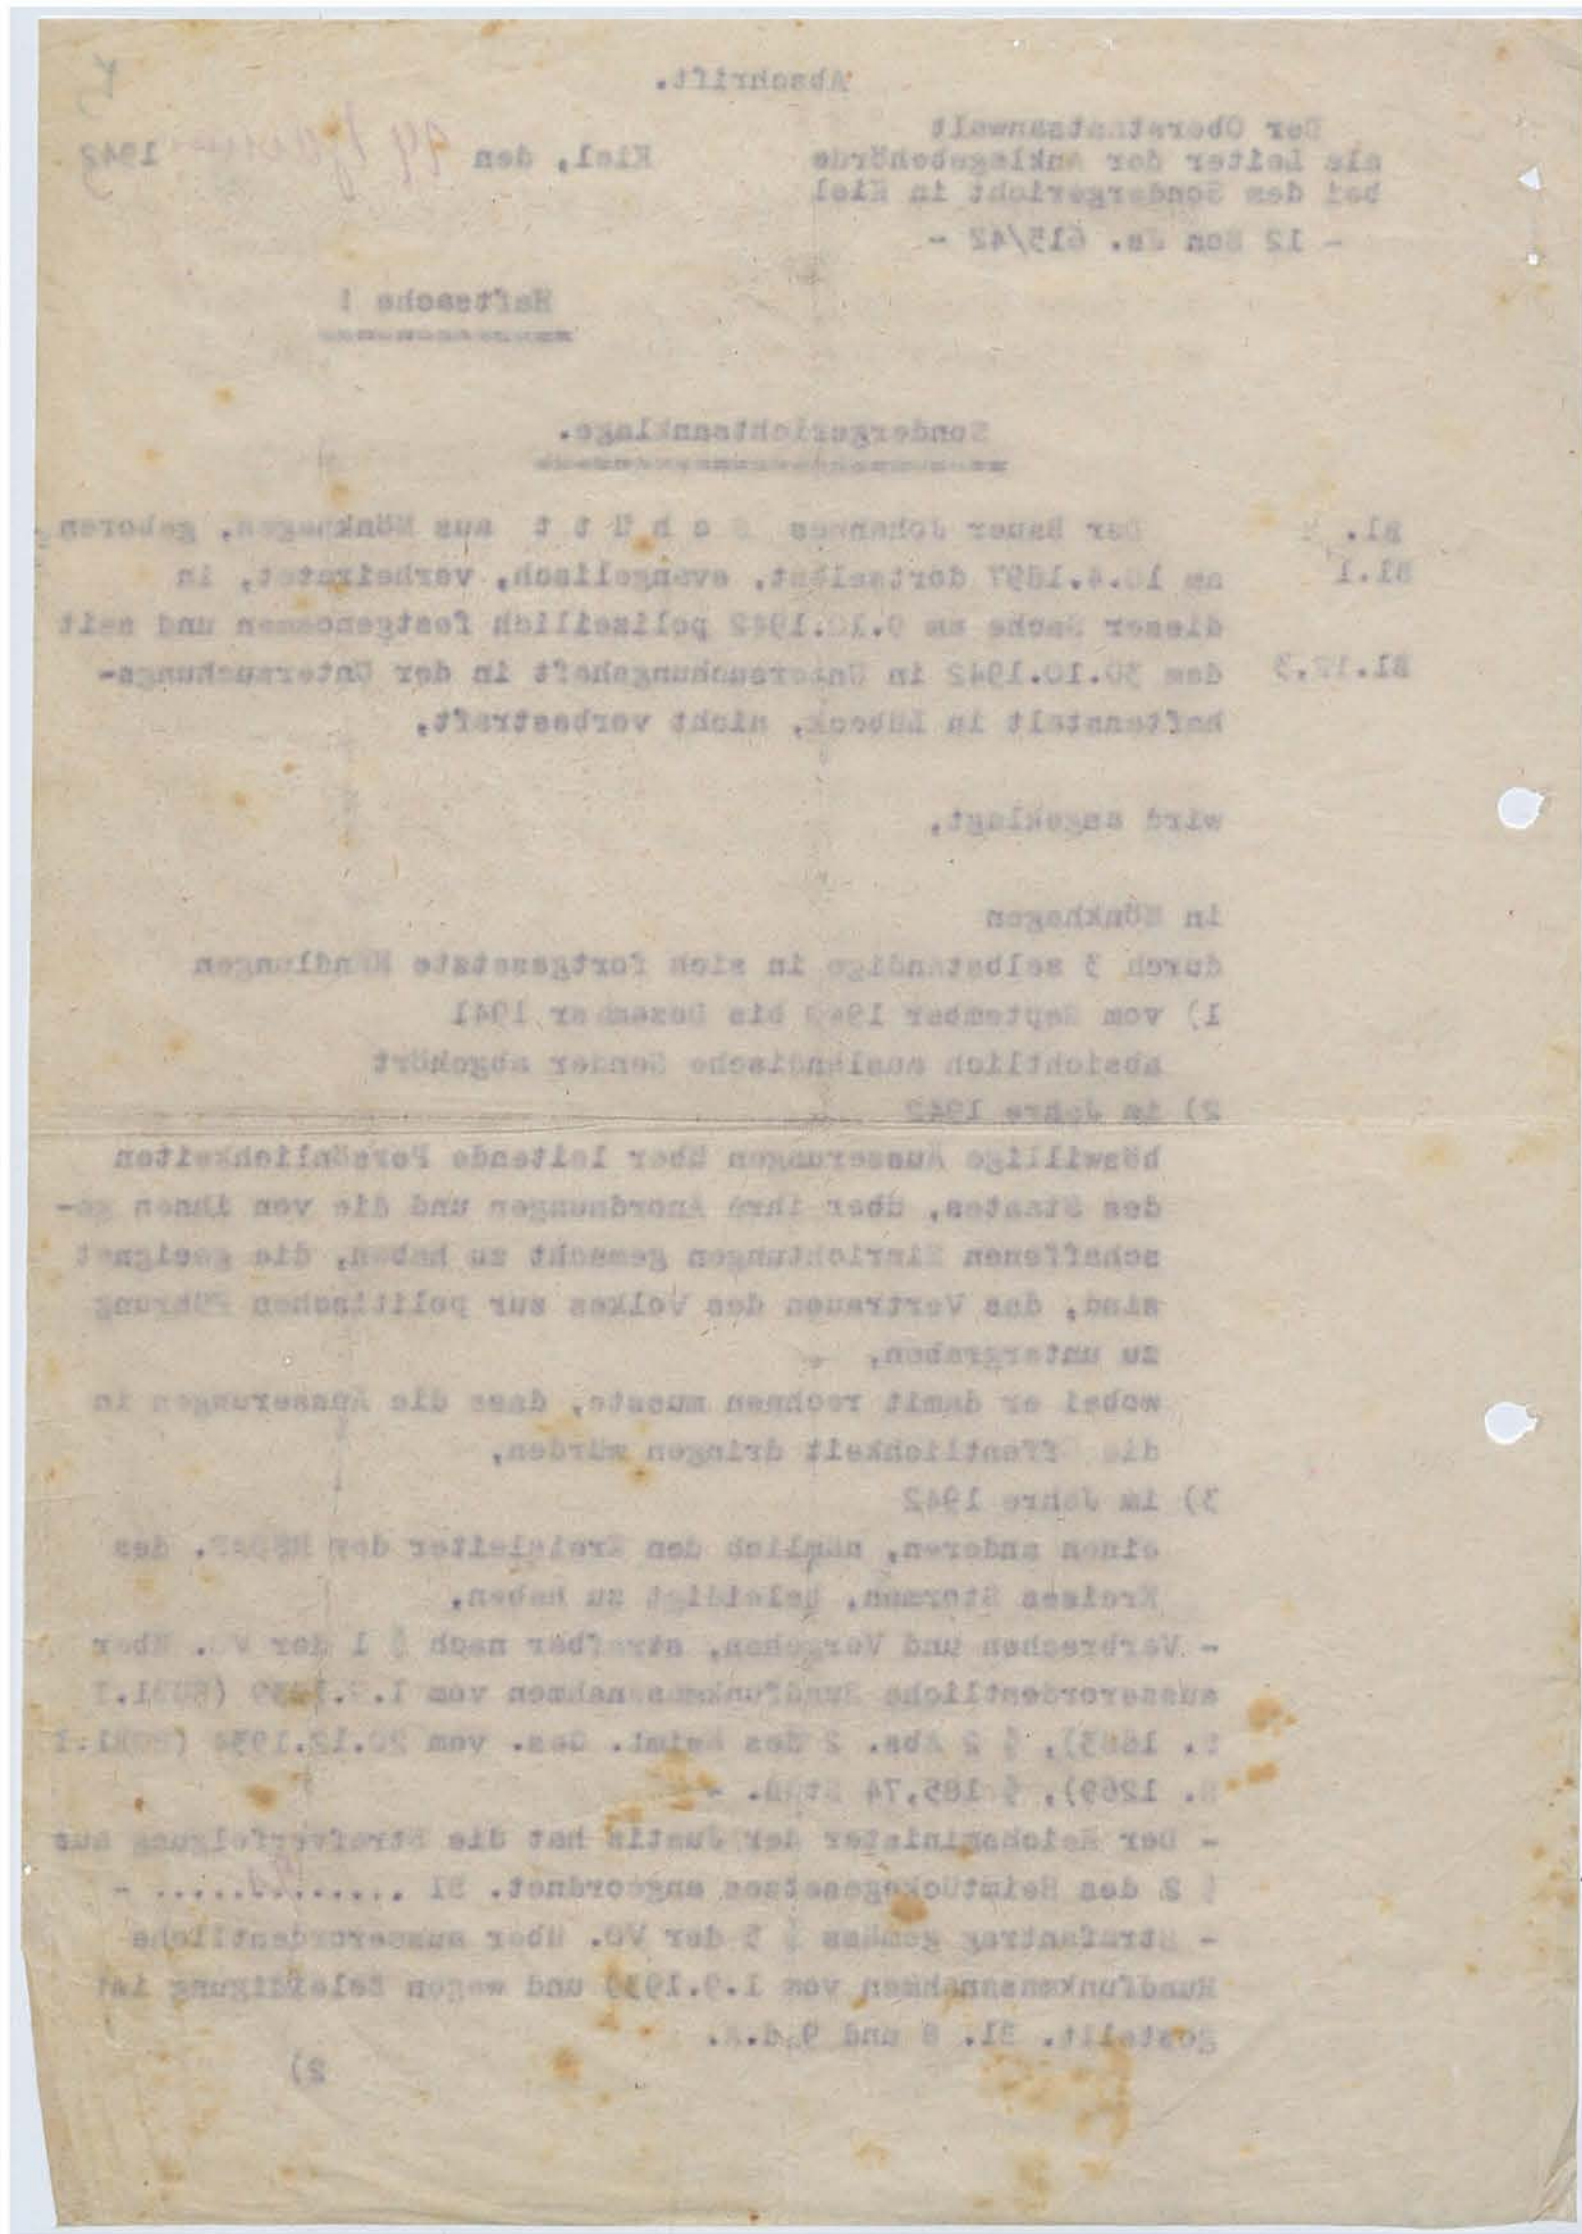 Abschrift.
Der Oberstaatsanwalt
als Leiter der Anklagebehörde
bei dem Sondergericht in Kiel
Kiel, den 1942
- 12 Son Js. 615/42 -
Haftsache !
Sondergerichtsanklage.
Bl. Der Bauer Johannes S c h ü t t aus Mönkhagen, geboren
Bl.1 am 10.4.1897 dortselbst, evangelisch, verheiratet, in
dieser Sache am 9.10.1942 polizeilich festgenommen und seit
Bl.12. dem 30.10.1942 in Untersuchungshaft in der Untersuchungs-
haftanstalt in Lübeck, nicht vorbestraft,
wird angeklagt,
in Mönkhagen
durch 3 selbständige in sich fortgesetzte Handlungen
1) vom September bis Dezember 1941
absichtlich ausländische Sender abgehört
2) im Jahre 1942
böswillige Äusserungen über leitende Persönlichkeiten
des Staates, über ihre Anordnungen und die von ihnen ge-
schaffenen Einrichtungen gemacht zu haben, die geeignet
sind, das Vertrauen des Volkes zur politischen Führung
zu untergraben,
wobei er damit rechnen musste, dass die Äusserungen in
die Öffentlichkeit dringen würden,
3) im Jahre 1942
einen anderen, nämlich den Kreisleiter der NSDAP. des
Kreises Stormarn, beleidigt zu haben.
- Verbrechen und Vergehen, strafbar nach § 1 der VO. über
ausserordentliche Rundfunkmassnahmen vom 1.9.1939 (RGBl.I
S. 1683), § 2 Abs. 2 des Heimt. Ges. vom 20.12.1934 (RGBl.I
S. 1269), § 185,74 StGB. -
- Der Reichsminister der Justiz hat die Strafverfolgung aus
§ 2 des Heimtückegesetzes angeordnet. Bl ............ -
- Strafantrag gemäss § 5 der VO. über ausserordentliche
Rundfunkmassnahmen vom 1.9.1939 und wegen Beleidigung ist
gestellt. Bl. 8 und 9 d.A.
2)